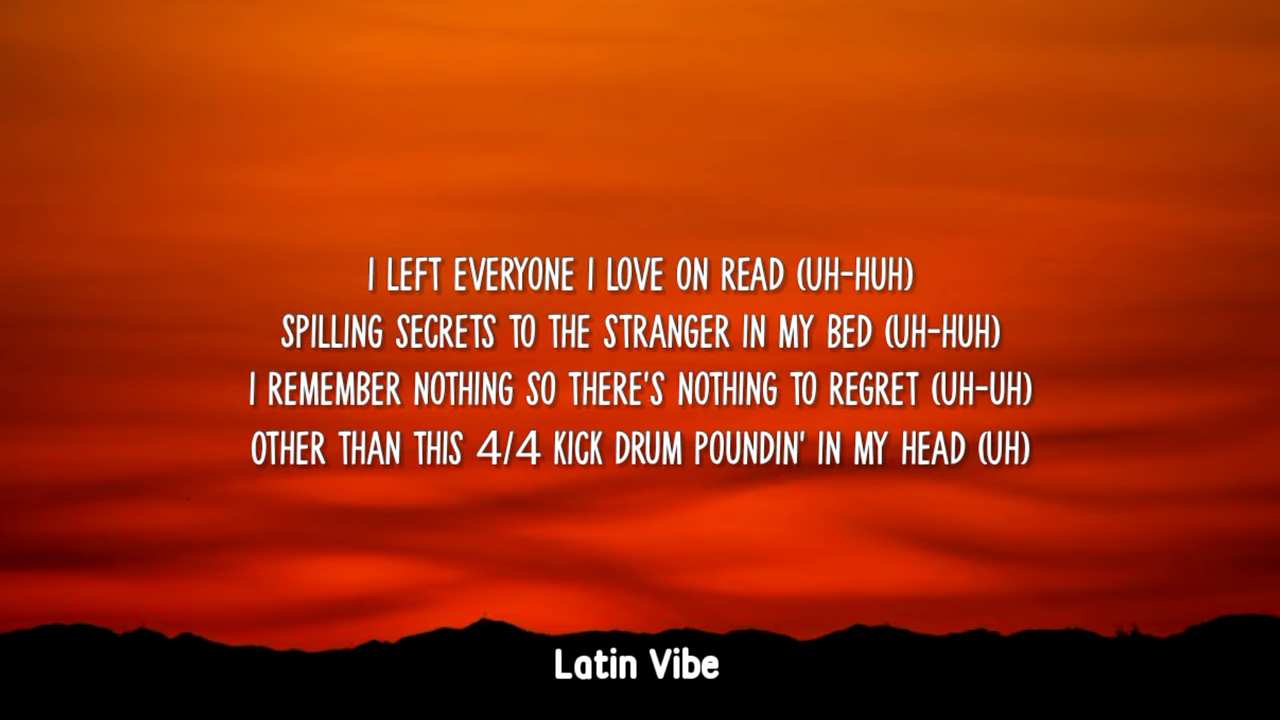 I LEFT EVERYONE I LOVE ON READ (UH-HUH)
SPILLING SECRETS TO THE STRANGER IN MY BED (UH-HUH)
I REMEMBER NOTHING SO THERE'S NOTHING TO REGRET (UH-UH)
OTHER THAN THIS 4/4 KICK DRUM POUNDIN' IN MY HEAD (UH)
Latin Vibe